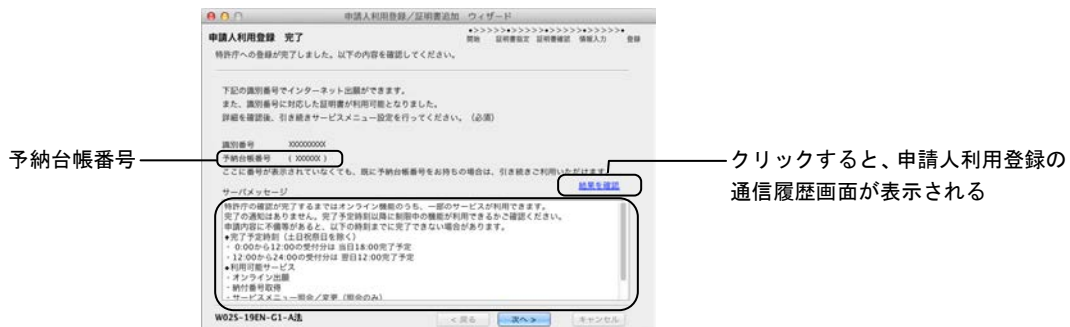 申請人利用登録/証明書追加 ウィザード
申請人利用登録 完了
開始 証明書指定 証明書確認 情報入力 登録
特許庁への登録が完了しました。以下の内容を確認してください。
下記の識別番号でインターネット出願ができます。
また、識別番号に対応した証明書が利用可能となりました。
詳細を確認後、引き続きサービスメニュー設定を行ってください。(必須)
識別番号 XXXXXXXXX
予納台帳番号 ( XXXXXX )
ここに番号が表示されていなくても、既に予納台帳番号をお持ちの場合は、引き続きご利用いただけます。
結果を確認
サーバメッセージ
特許庁の確認が完了するまではオンライン機能のうち、一部のサービスが利用できます。
完了の通知はありません。完了予定時刻以降に制限中の機能が利用できるかご確認ください。
申請内容に不備等があると、以下の時刻までに完了できない場合があります。
◆完了予定時刻(土日祝祭日を除く)
・ 0:00から12:00の受付分は 当日18:00完了予定
・12:00から24:00の受付分は 翌日12:00完了予定
◆利用可能サービス
・オンライン出願
・納付番号取得
・サービスメニュー照会/変更(照会のみ)
W025-19EN-G1-A法
< 戻る 次へ > キャンセル
予納台帳番号
クリックすると、申請人利用登録の
通信履歴画面が表示される